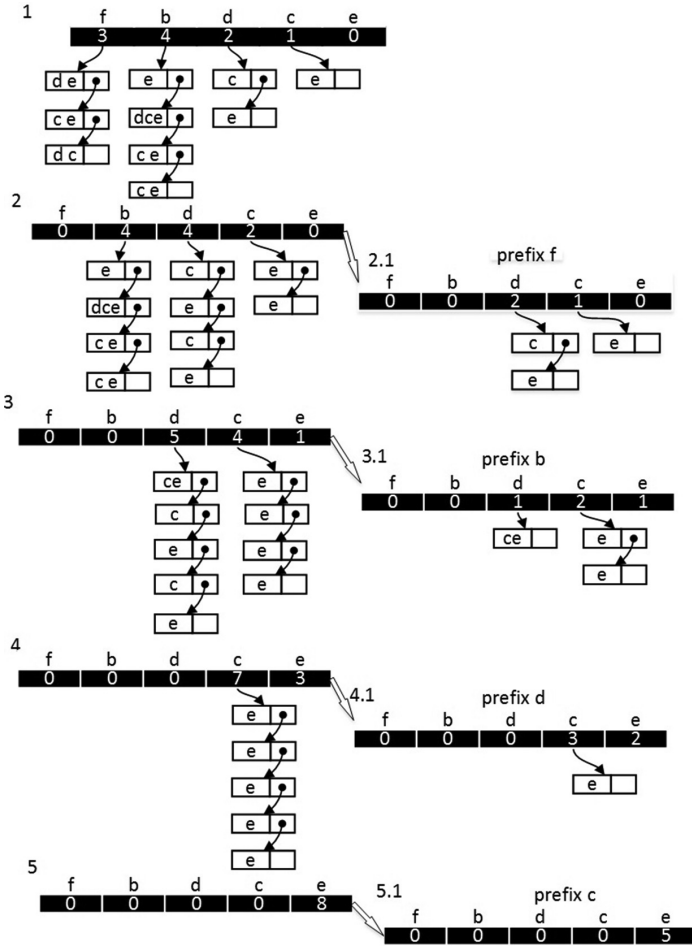 1
f b d c e
3 4 2 1 0
d e e c e
c e dce e
d c c e
c e
2
f b d c e
0 4 4 2 0
2.1
prefix f
f b d c e
0 0 2 1 0
e c e
dce e e
c e c
c e e
c e
e
3
f b d c e
0 0 5 4 1
3.1
prefix b
f b d c e
0 0 1 2 1
ce e
c e
e e
c e
e
ce e
e
4
f b d c e
0 0 0 7 3
4.1
prefix d
f b d c e
0 0 0 3 2
e
e
e
e
e
e
5
f b d c e
0 0 0 0 8
5.1
prefix c
f b d c e
0 0 0 0 5